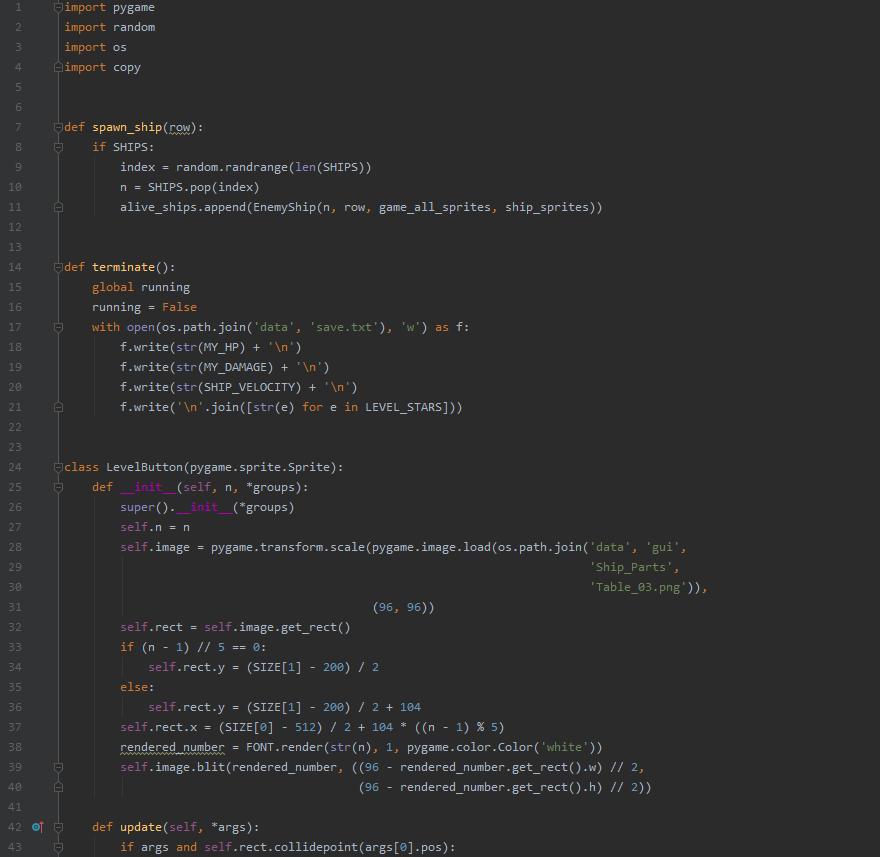 1 import pygame
2 import random
3 import os
4 import copy
5
6
7 def spawn_ship(row):
8     if SHIPS:
9         index = random.randrange(len(SHIPS))
10         n = SHIPS.pop(index)
11         alive_ships.append(EnemyShip(n, row, game_all_sprites, ship_sprites))
12
13
14 def terminate():
15     global running
16     running = False
17     with open(os.path.join('data', 'save.txt'), 'w') as f:
18         f.write(str(MY_HP) + '\n')
19         f.write(str(MY_DAMAGE) + '\n')
20         f.write(str(SHIP_VELOCITY) + '\n')
21         f.write('\n'.join([str(e) for e in LEVEL_STARS]))
22
23
24 class LevelButton(pygame.sprite.Sprite):
25     def __init__(self, n, *groups):
26         super().__init__(*groups)
27         self.n = n
28         self.image = pygame.transform.scale(pygame.image.load(os.path.join('data', 'gui',
29                                                                            'Ship_Parts',
30                                                                            'Table_03.png')),
31                                             (96, 96))
32         self.rect = self.image.get_rect()
33         if (n - 1) // 5 == 0:
34             self.rect.y = (SIZE[1] - 200) / 2
35         else:
36             self.rect.y = (SIZE[1] - 200) / 2 + 104
37         self.rect.x = (SIZE[0] - 512) / 2 + 104 * ((n - 1) % 5)
38         rendered_number = FONT.render(str(n), 1, pygame.color.Color('white'))
39         self.image.blit(rendered_number, ((96 - rendered_number.get_rect().w) // 2,
40                                           (96 - rendered_number.get_rect().h) // 2))
41
42     def update(self, *args):
43         if args and self.rect.collidepoint(args[0].pos):